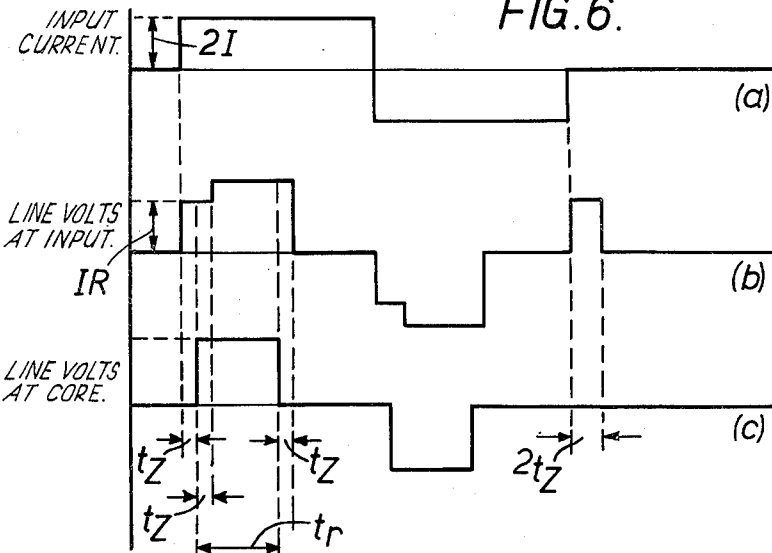 FIG.6.
INPUT
CURRENT.
2I
(a)
LINE VOLTS
AT INPUT.
IR
(b)
LINE VOLTS
AT CORE.
(c)
tZ
tZ
2tZ
tZ
tr